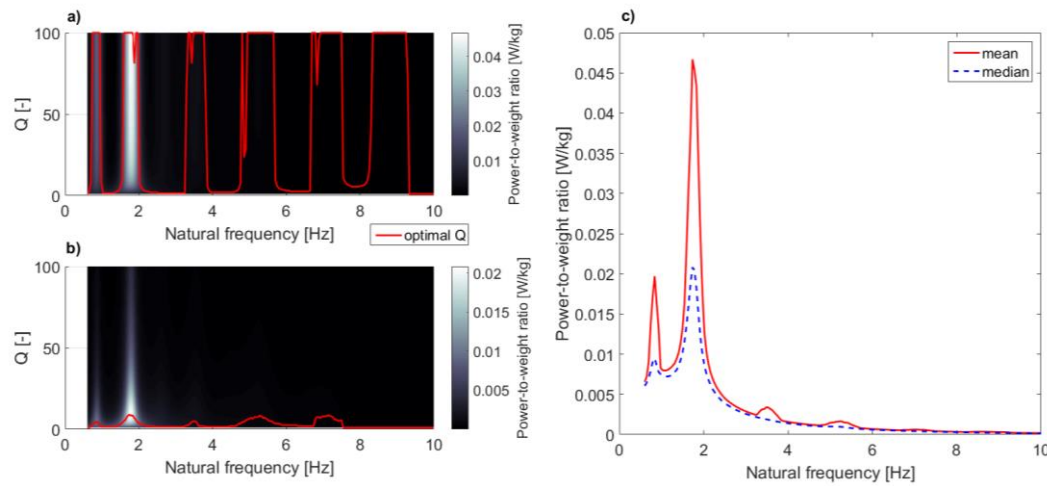 a)
100
50
0
Q [-]
0 2 4 6 8 10
Natural frequency [Hz]
0.04
0.03
0.02
0.01
Power-to-weight ratio [W/kg]
optimal Q
b)
100
50
0
Q [-]
0 2 4 6 8 10
Natural frequency [Hz]
0.02
0.015
0.01
0.005
Power-to-weight ratio [W/kg]
c)
0.05
0.045
0.04
0.035
0.03
0.025
0.02
0.015
0.01
0.005
0
Power-to-weight ratio [W/kg]
mean
median
0 2 4 6 8 10
Natural frequency [Hz]